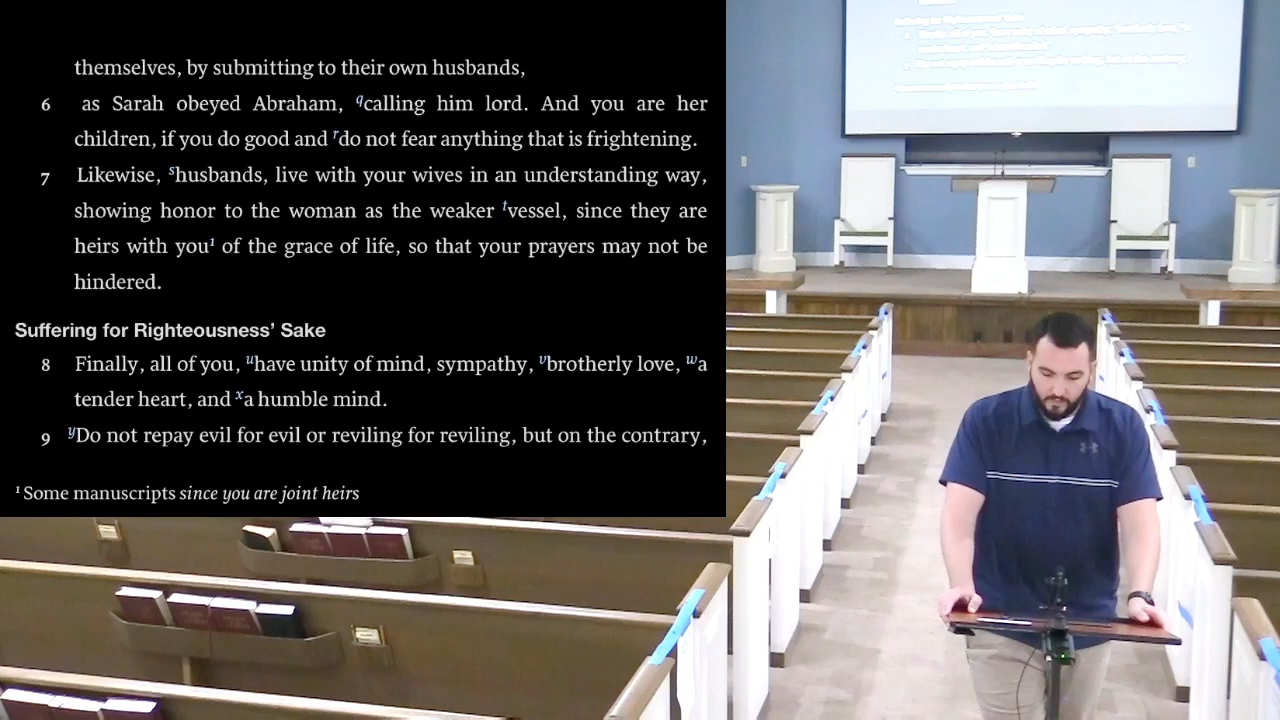 themselves, by submitting to their own husbands,
6 as Sarah obeyed Abraham, qcalling him lord. And you are her
children, if you do good and rdo not fear anything that is frightening.
7 Likewise, shusbands, live with your wives in an understanding way,
showing honor to the woman as the weaker tvessel, since they are
heirs with you1 of the grace of life, so that your prayers may not be
hindered.
Suffering for Righteousness’ Sake
8 Finally, all of you, uhave unity of mind, sympathy, vbrotherly love, wa
tender heart, and xa humble mind.
9 yDo not repay evil for evil or reviling for reviling, but on the contrary,
1 Some manuscripts since you are joint heirs